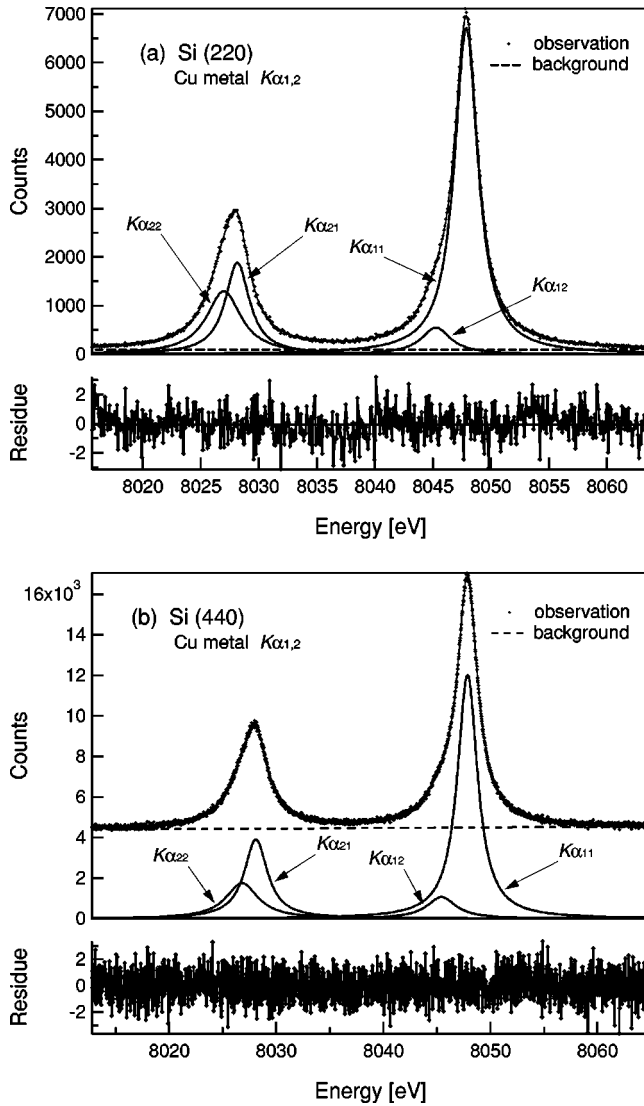 7000
6000
5000
4000
3000
2000
1000
0
Counts
(a) Si (220)
Cu metal Kα1,2
observation
background
Kα22
Kα21
Kα11
Kα12
2
0
-2
Residue
8020 8025 8030 8035 8040 8045 8050 8055 8060
Energy [eV]
16x10³
14
12
10
8
6
4
2
0
Counts
(b) Si (440)
Cu metal Kα1,2
observation
background
Kα22
Kα21
Kα12
Kα11
2
0
-2
Residue
8020 8030 8040 8050 8060
Energy [eV]